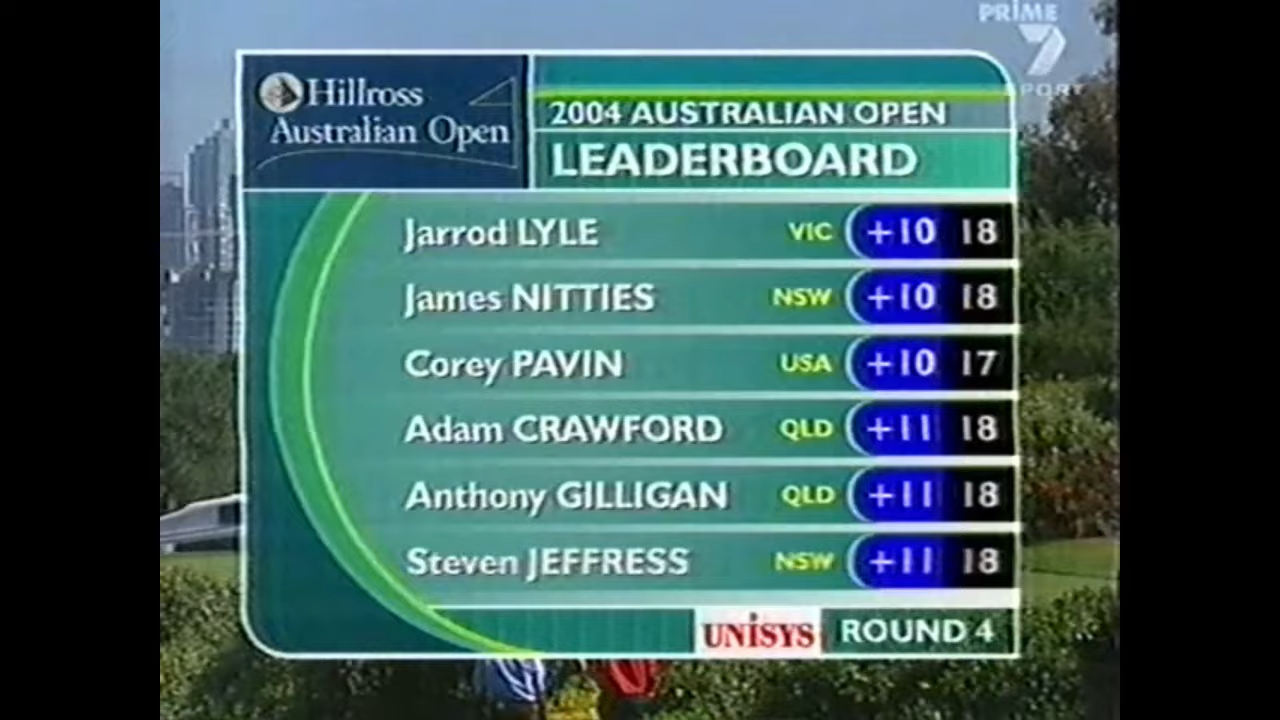 PRIME
7
SPORT
Hillross
Australian Open
2004 AUSTRALIAN OPEN
LEADERBOARD
Jarrod LYLE VIC +10 18
James NITTIES NSW +10 18
Corey PAVIN USA +10 17
Adam CRAWFORD QLD +11 18
Anthony GILLIGAN QLD +11 18
Steven JEFFRESS NSW +11 18
UNISYS ROUND 4